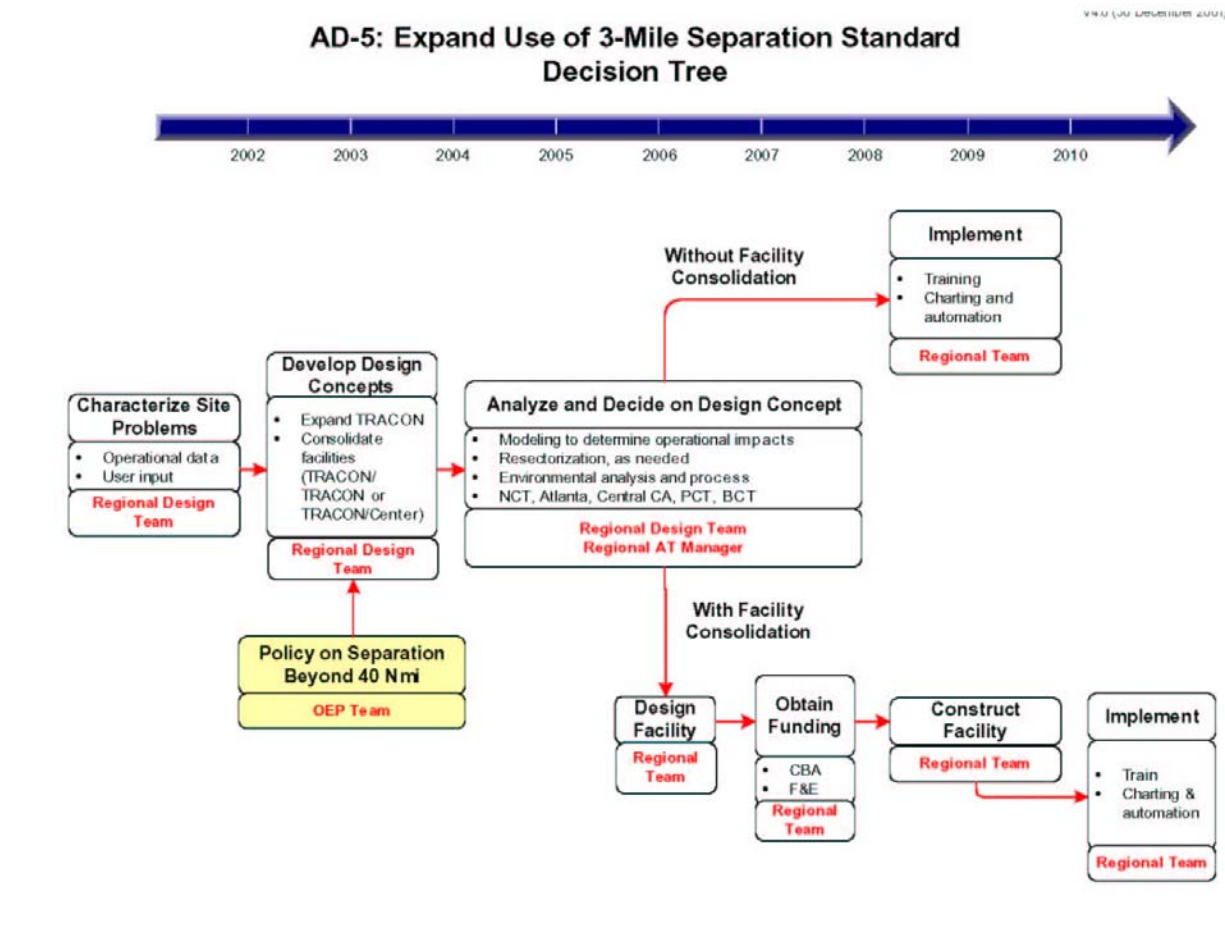 AD-5: Expand Use of 3-Mile Separation Standard
Decision Tree
2002 2003 2004 2005 2006 2007 2008 2009 2010
Without Facility
Consolidation
Implement
• Training
• Charting and
automation
Regional Team
Characterize Site
Problems
• Operational data
• User input
Regional Design
Team
Develop Design
Concepts
• Expand TRACON
• Consolidate
facilities
(TRACON/
TRACON or
TRACON/Center)
Regional Design
Team
Analyze and Decide on Design Concept
• Modeling to determine operational impacts
• Resectorization, as needed
• Environmental analysis and process
• NCT, Atlanta, Central CA, PCT, BCT
Regional Design Team
Regional AT Manager
Policy on Separation
Beyond 40 Nmi
OEP Team
With Facility
Consolidation
Design
Facility
Regional
Team
Obtain
Funding
• CBA
• F&E
Regional
Team
Construct
Facility
Regional Team
Implement
• Train
• Charting &
automation
Regional Team